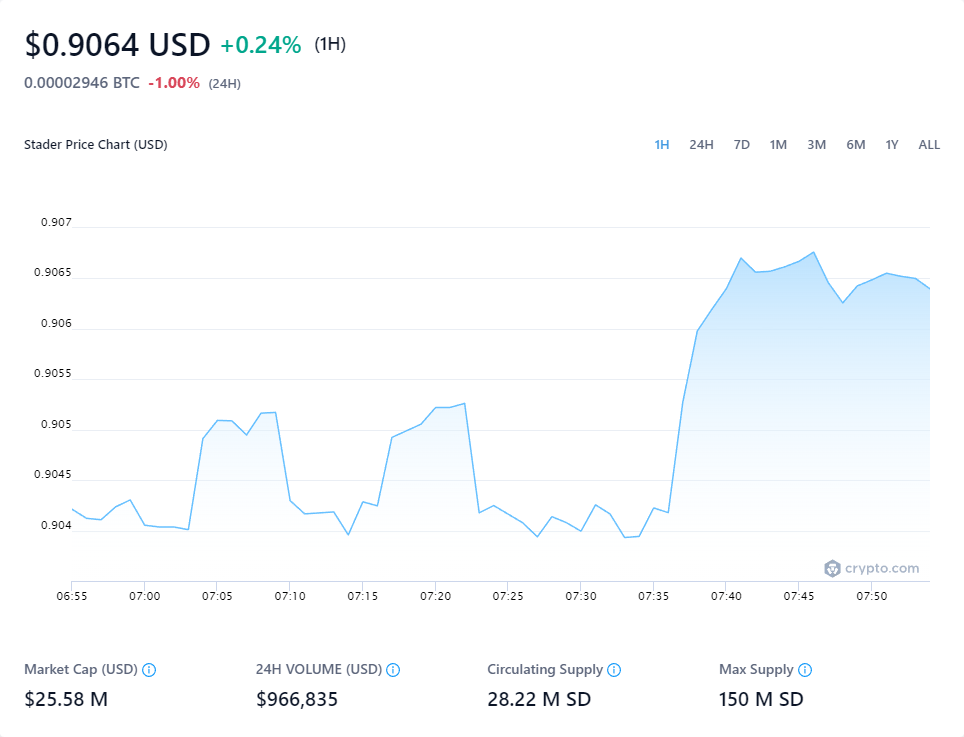 $0.9064 USD +0.24% (1H)
0.00002946 BTC -1.00% (24H)
Stader Price Chart (USD) 1H 24H 7D 1M 3M 6M 1Y ALL
0.907
0.9065
0.906
0.9055
0.905
0.9045
0.904
crypto.com
06:55 07:00 07:05 07:10 07:15 07:20 07:25 07:30 07:35 07:40 07:45 07:50
Market Cap (USD) 24H VOLUME (USD) Circulating Supply Max Supply
$25.58 M $966,835 28.22 M SD 150 M SD